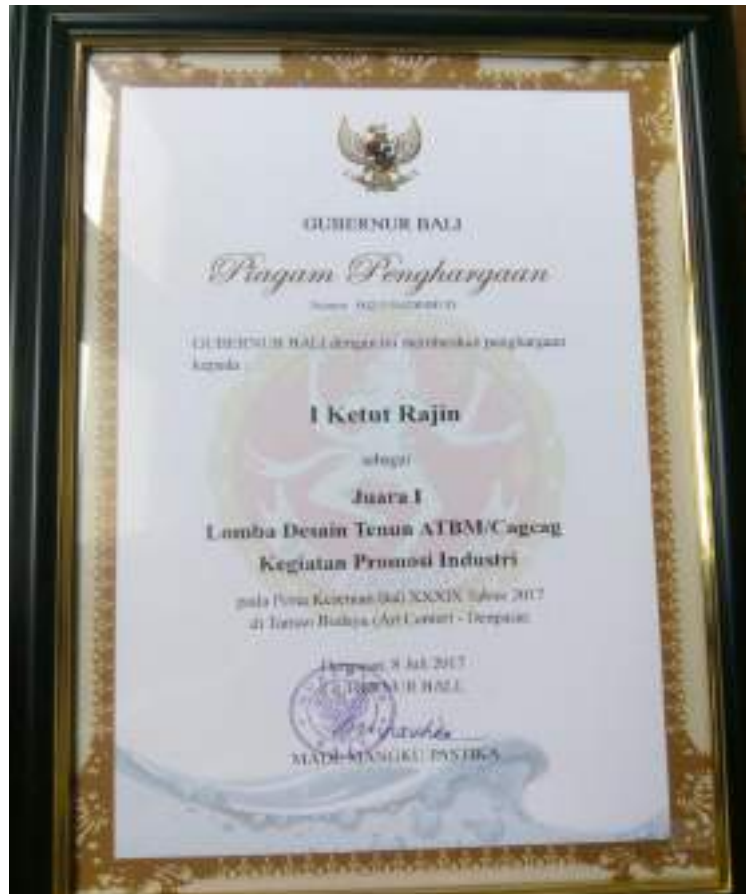 GUBERNUR BALI
Piagam Penghargaan
Nomor
GUBERNUR BALI dengan ini memberikan penghargaan
kepada
I Ketut Rajin
sebagai
Juara I
Lomba Desain Tenun ATBM/Cagcag
Kegiatan Promosi Industri
pada Pesta Kesenian Bali XXXIX Tahun 2017
di Taman Budaya (Art Center) - Denpasar
Denpasar, 8 Juli 2017
GUBERNUR BALI,
MADE MANGKU PASTIKA